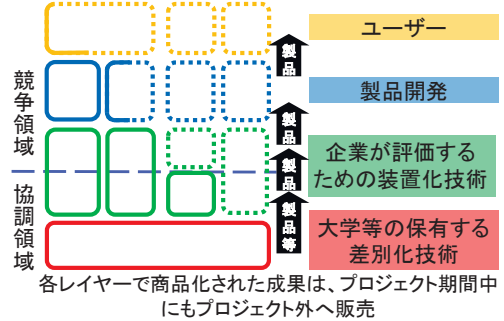 ユーザー
製品
製品開発
競争領域
製品
企業が評価する
ための装置化技術
製品
協調領域
製品等
大学等の保有する
差別化技術
各レイヤーで商品化された成果は、プロジェクト期間中
にもプロジェクト外へ販売